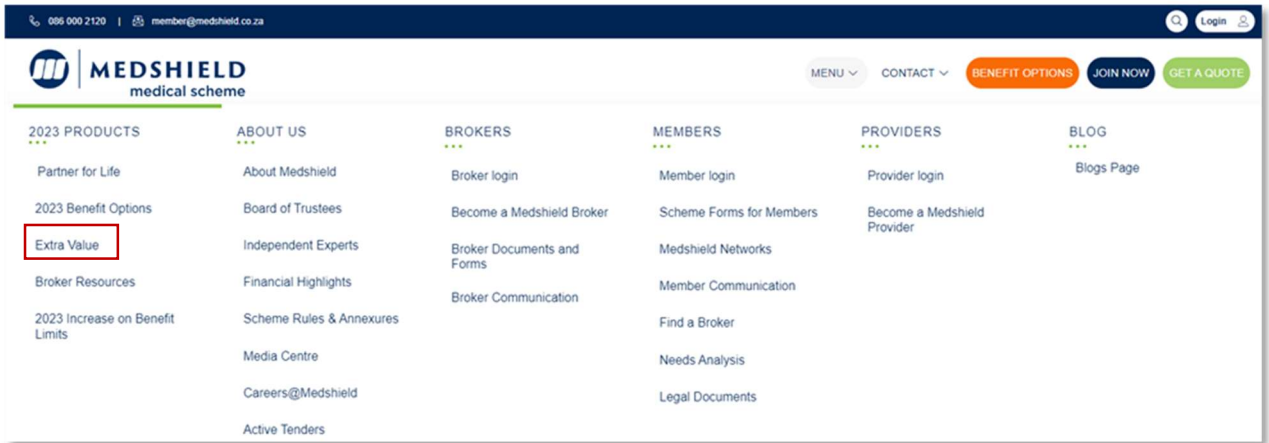 086 000 2120 | member@medshield.co.za
Login
MEDSHIELD
medical scheme
MENU
CONTACT
BENEFIT OPTIONS
JOIN NOW
GET A QUOTE
2023 PRODUCTS
Partner for Life
2023 Benefit Options
Extra Value
Broker Resources
2023 Increase on Benefit
Limits
ABOUT US
About Medshield
Board of Trustees
Independent Experts
Financial Highlights
Scheme Rules & Annexures
Media Centre
Careers@Medshield
Active Tenders
BROKERS
Broker login
Become a Medshield Broker
Broker Documents and
Forms
Broker Communication
MEMBERS
Member login
Scheme Forms for Members
Medshield Networks
Member Communication
Find a Broker
Needs Analysis
Legal Documents
PROVIDERS
Provider login
Become a Medshield
Provider
BLOG
Blogs Page